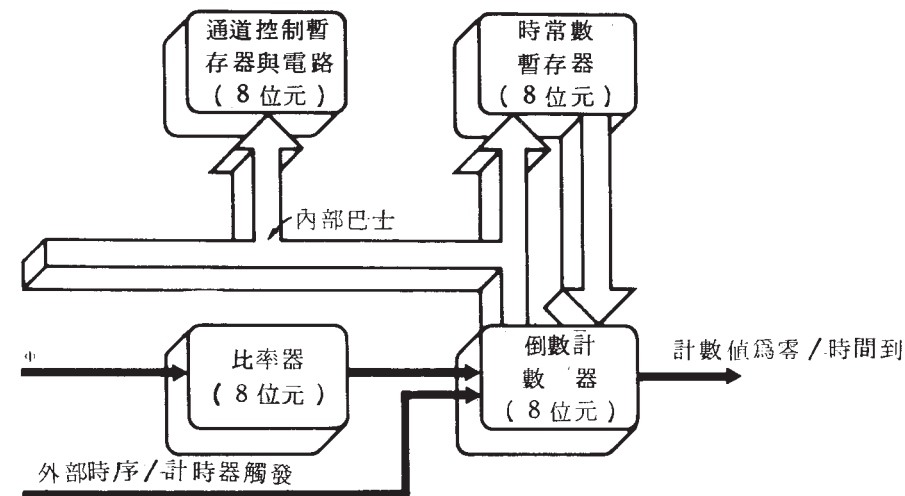 通道控制暫
存器與電路
(8位元)
時常數
暫存器
(8位元)
內部巴士
比率器
(8位元)
倒數計
數器
(8位元)
計數值爲零/時間到
外部時序/計時器觸發